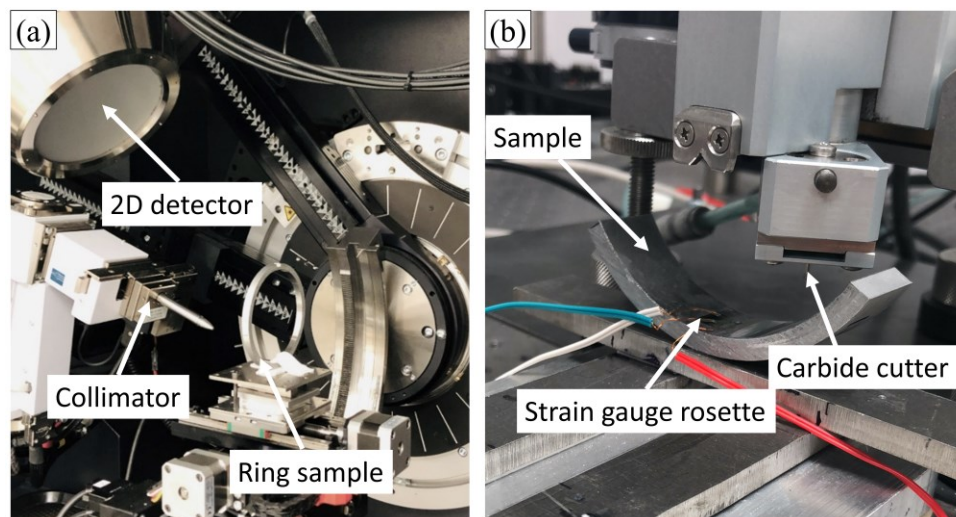 (a)
2D detector
Collimator
Ring sample
(b)
Sample
Carbide cutter
Strain gauge rosette